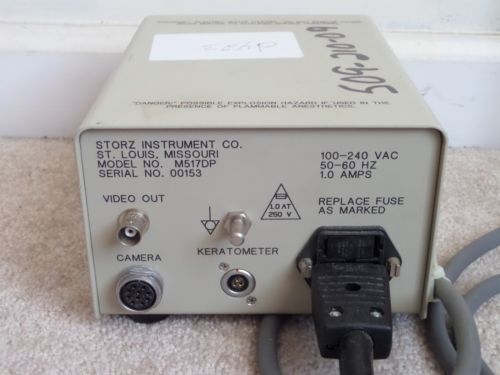 "DANGER:" POSSIBLE EXPLOSION HAZARD IF USED IN THE
PRESENCE OF FLAMMABLE ANESTHETICS.
STORZ INSTRUMENT CO.
ST. LOUIS, MISSOURI
MODEL NO. M517DP
SERIAL NO. 00153
100-240 VAC
50-60 HZ
1.0 AMPS
VIDEO OUT
1.0 AT
250 V
REPLACE FUSE
AS MARKED
CAMERA
KERATOMETER